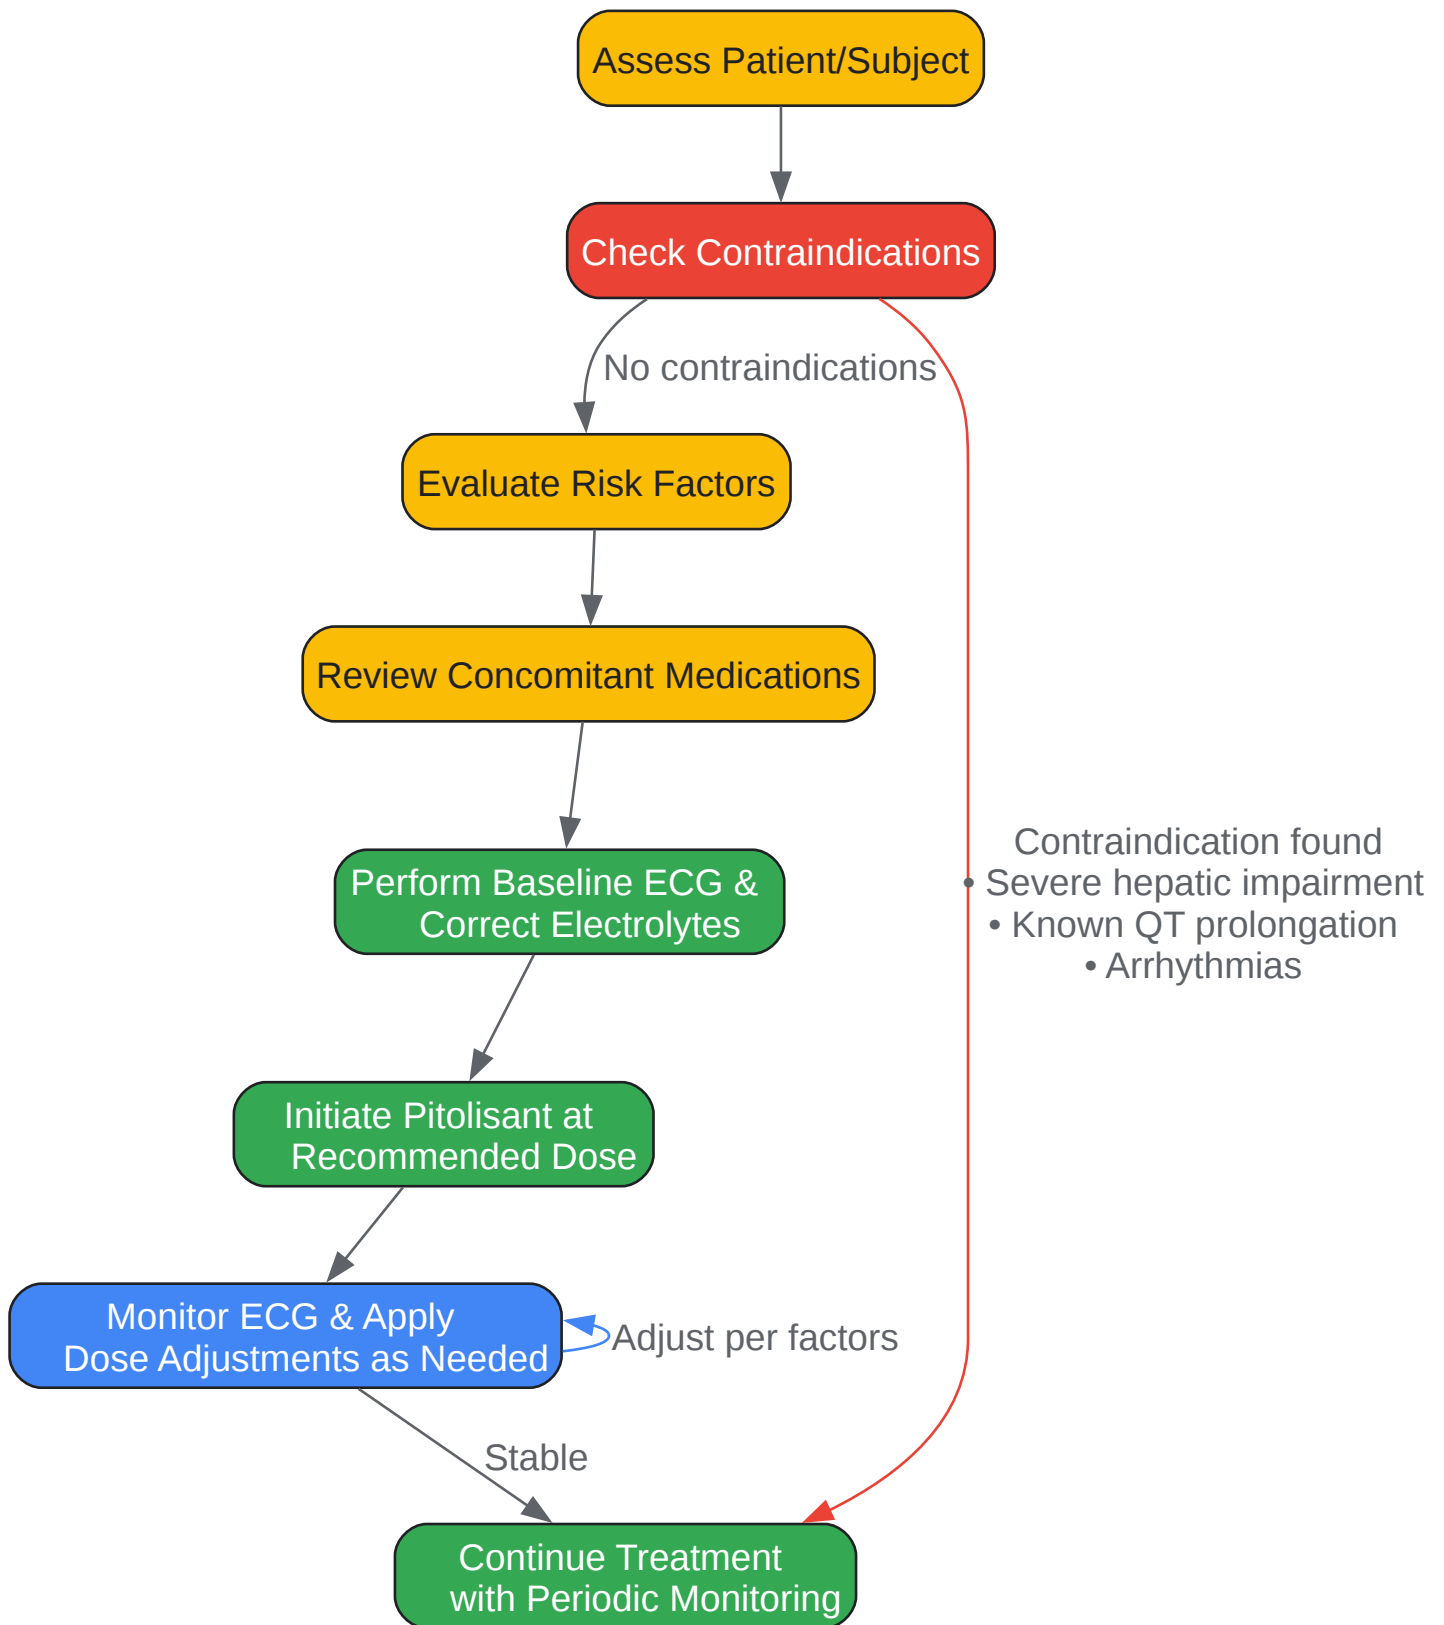 Assess Patient/Subject
Check Contraindications
No contraindications
Evaluate Risk Factors
Review Concomitant Medications
Contraindication found
• Severe hepatic impairment
• Known QT prolongation
• Arrhythmias
Perform Baseline ECG &
Correct Electrolytes
Initiate Pitolisant at
Recommended Dose
Monitor ECG & Apply
Dose Adjustments as Needed
Adjust per factors
Stable
Continue Treatment
with Periodic Monitoring